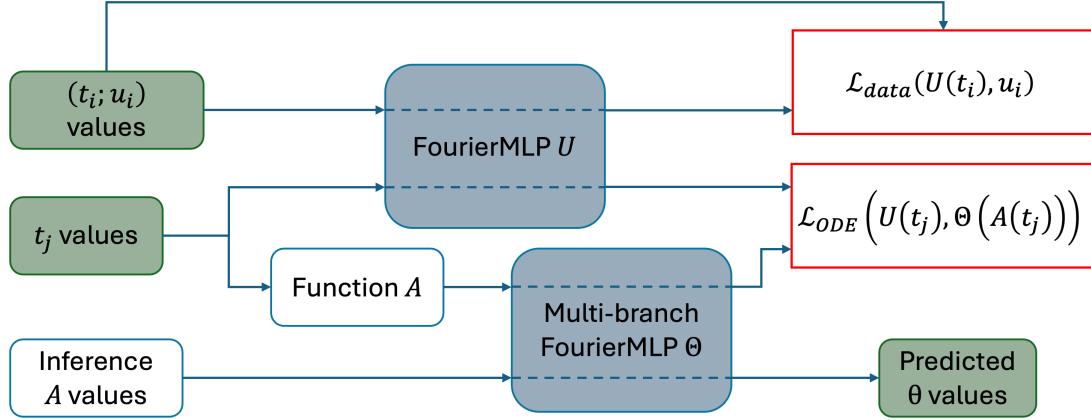 (t_i; u_i)
values
FourierMLP U
ℒ_data(U(t_i), u_i)
t_j values
ℒ_ODE (U(t_j), Θ (A(t_j)))
Function A
Multi-branch
FourierMLP Θ
Inference
A values
Predicted
θ values